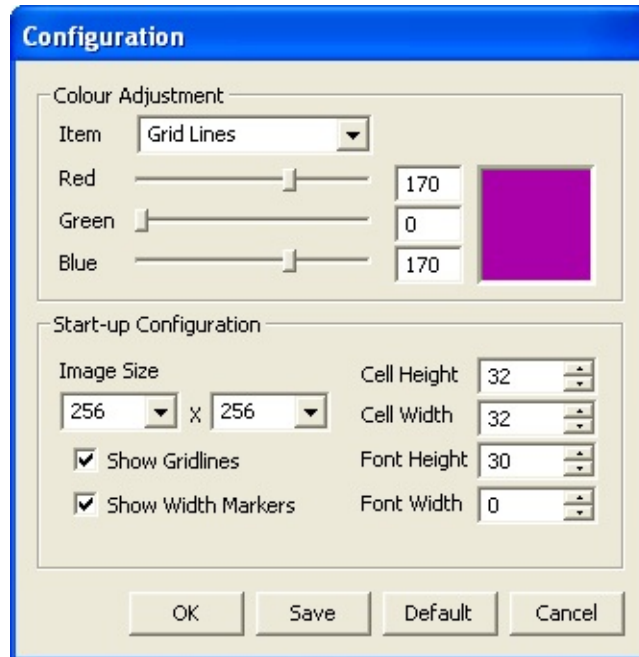 Configuration
Colour Adjustment
Item Grid Lines
Red 170
Green 0
Blue 170
Start-up Configuration
Image Size
256 x 256
Show Gridlines
Show Width Markers
Cell Height 32
Cell Width 32
Font Height 30
Font Width 0
OK Save Default Cancel